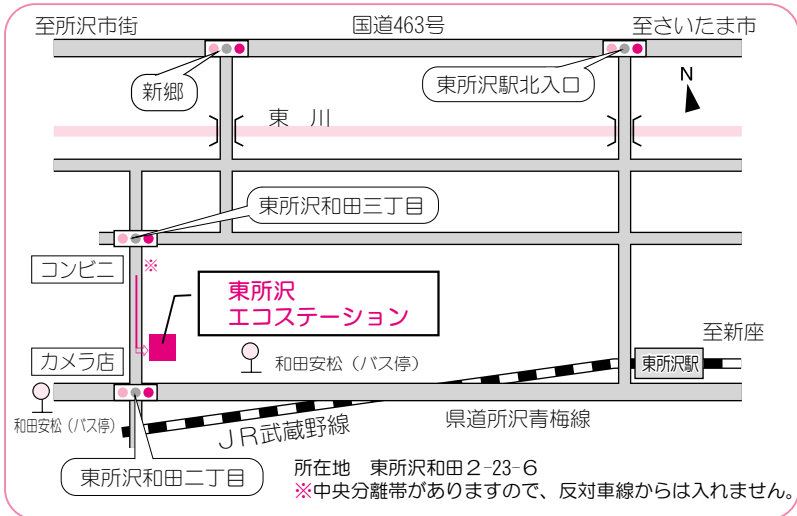 至所沢市街
国道463号
至さいたま市
新郷
東所沢駅北入口
N
東 川
東所沢和田三丁目
コンビニ
※
東所沢
エコステーション
至新座
カメラ店
和田安松（バス停）
東所沢駅
和田安松（バス停）
ＪＲ武蔵野線
県道所沢青梅線
東所沢和田二丁目
所在地　東所沢和田２-23-６
※中央分離帯がありますので、反対車線からは入れません。